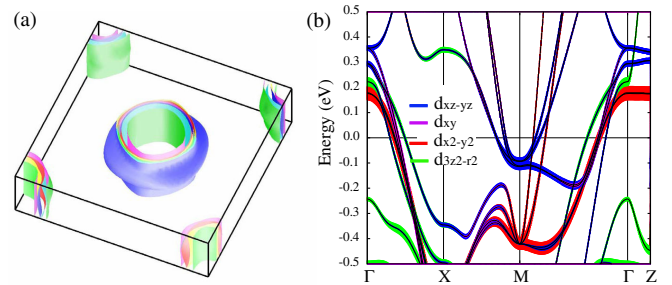 (a)
(b)
Energy (eV)
0.5
0.4
0.3
0.2
0.1
0.0
-0.1
-0.2
-0.3
-0.4
-0.5
dxz-yz
dxy
dx2-y2
d3z2-r2
Γ X M Γ Z